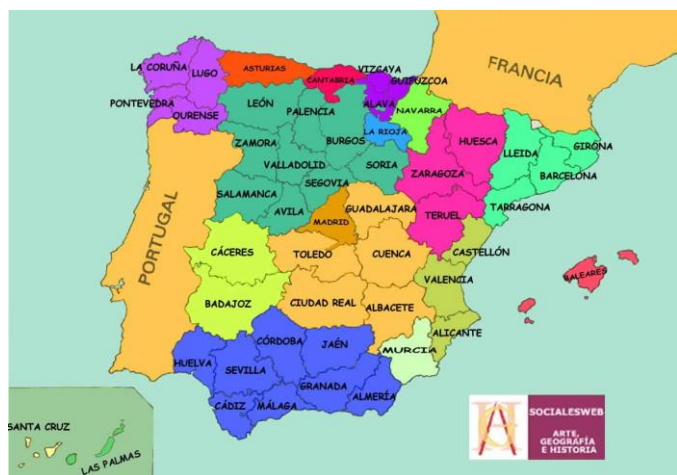 FRANCIA
LA CORUÑA
LUGO
ASTURIAS
CANTABRIA
VIZCAYA
GUIPUZCOA
ALAVA
NAVARRA
PONTEVEDRA
OURENSE
LEÓN
PALENCIA
BURGOS
LA RIOJA
HUESCA
LLEIDA
GIRONA
ZAMORA
VALLADOLID
SORIA
ZARAGOZA
BARCELONA
SALAMANCA
SEGOVIA
AVILA
MADRID
GUADALAJARA
TERUEL
TARRAGONA
PORTUGAL
CÁCERES
TOLEDO
CUENCA
CASTELLÓN
VALENCIA
BALEARES
BADAJOZ
CIUDAD REAL
ALBACETE
ALICANTE
MURCIA
HUELVA
SEVILLA
CÓRDOBA
JAÉN
GRANADA
ALMERÍA
CÁDIZ
MÁLAGA
SANTA CRUZ
LAS PALMAS
SOCIALESWEB
ARTE,
GEOGRAFÍA
E HISTORIA